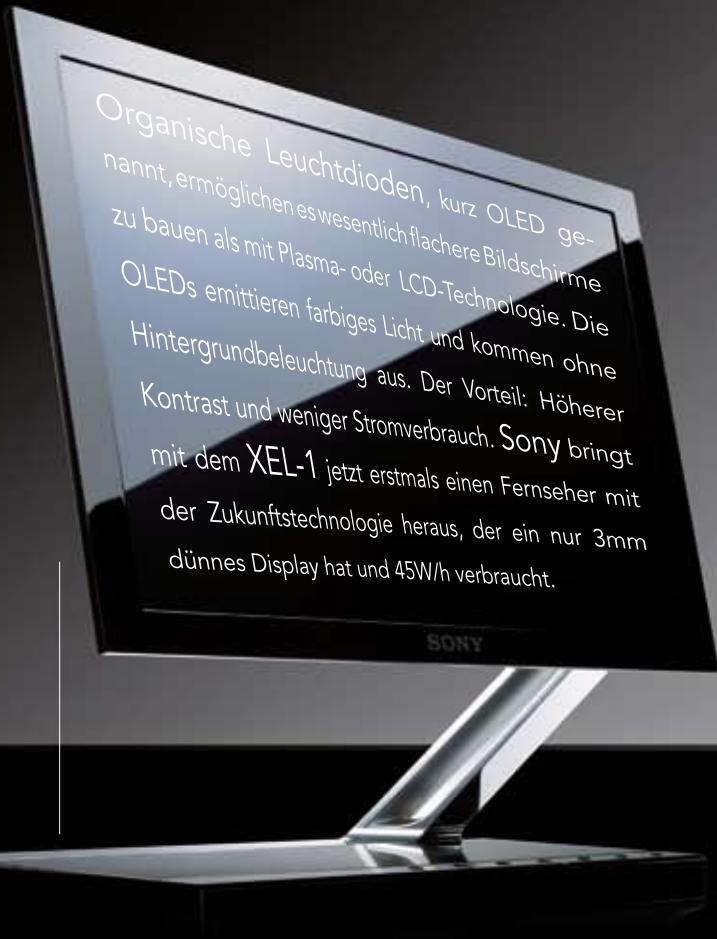 Organische Leuchtdioden, kurz OLED ge-
nannt, ermöglichen es wesentlich flachere Bildschirme
zu bauen als mit Plasma- oder LCD-Technologie. Die
OLEDs emittieren farbiges Licht und kommen ohne
Hintergrundbeleuchtung aus. Der Vorteil: Höherer
Kontrast und weniger Stromverbrauch. Sony bringt
mit dem XEL-1 jetzt erstmals einen Fernseher mit
der Zukunftstechnologie heraus, der ein nur 3mm
dünnes Display hat und 45W/h verbraucht.
SONY